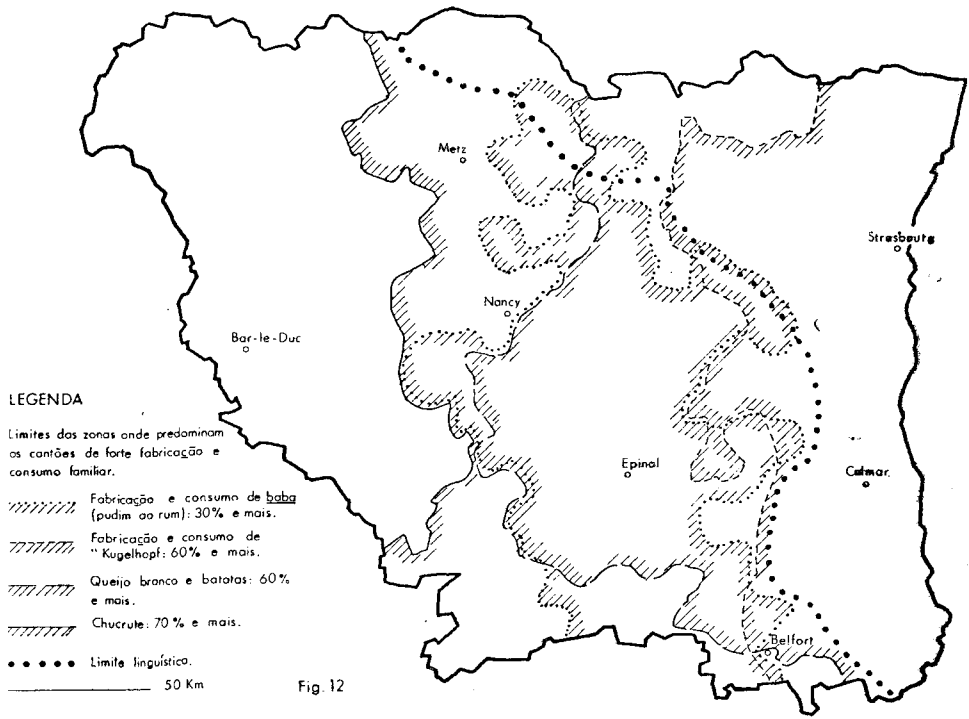 Metz
Strasbourg
Nancy
Bar-le-Duc
Epinal
Colmar
Belfort
LEGENDA
Limites das zonas onde predominam
os cantões de forte fabricação e
consumo familiar.
Fabricação e consumo de baba
(pudim ao rum): 30% e mais.
Fabricação e consumo de
"Kugelhopf: 60% e mais.
Queijo branco e batatas: 60%
e mais.
Chucrute: 70% e mais.
Limite linguístico.
50 Km
Fig. 12